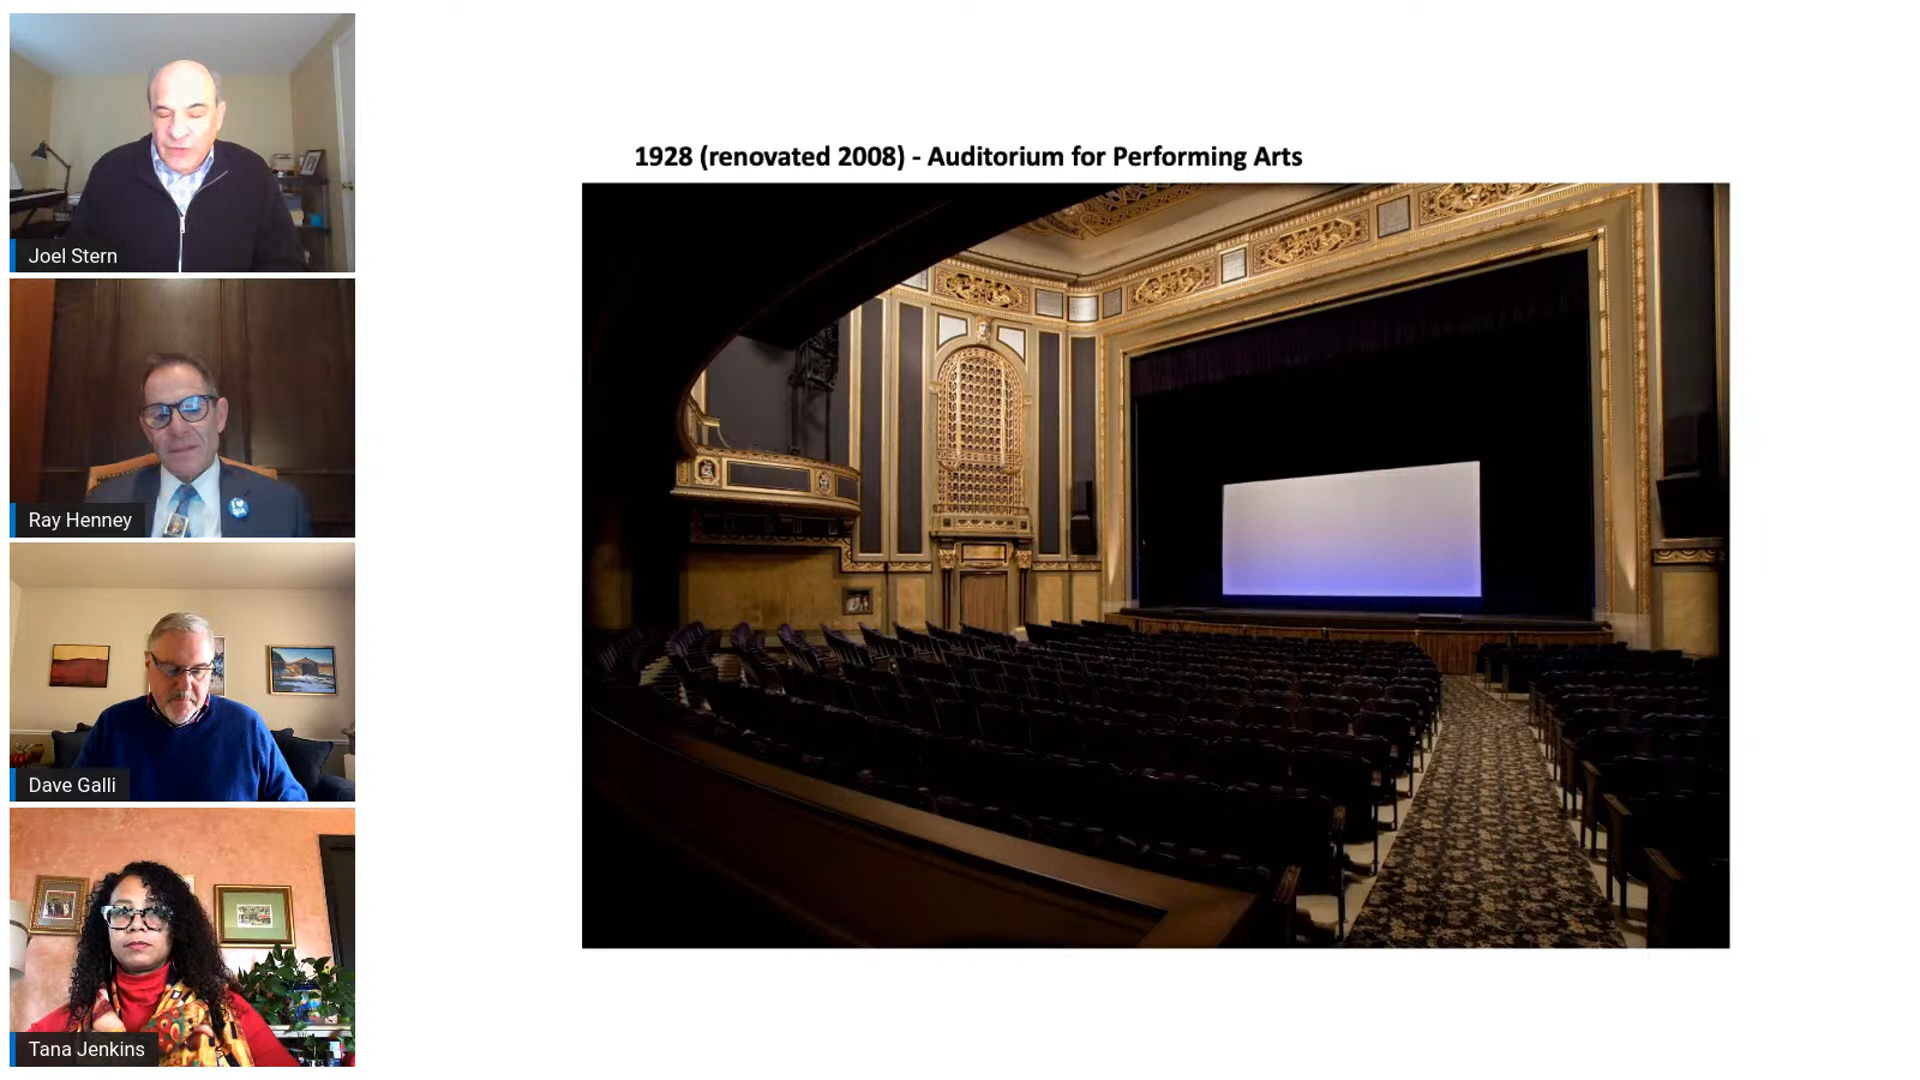 1928 (renovated 2008) - Auditorium for Performing Arts
Joel Stern
Ray Henney
Dave Galli
Tana Jenkins